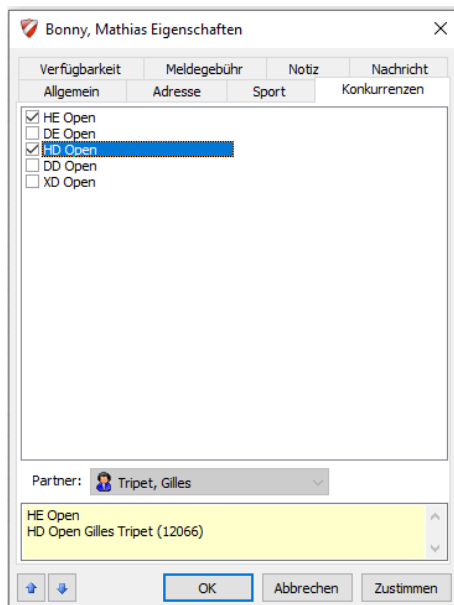 Bonny, Mathias Eigenschaften
Verfügbarkeit Meldegebühr Notiz Nachricht
Allgemein Adresse Sport Konkurrenzen
HE Open
DE Open
HD Open
DD Open
XD Open
Partner: Tripet, Gilles
HE Open
HD Open Gilles Tripet (12066)
OK Abbrechen Zustimmen